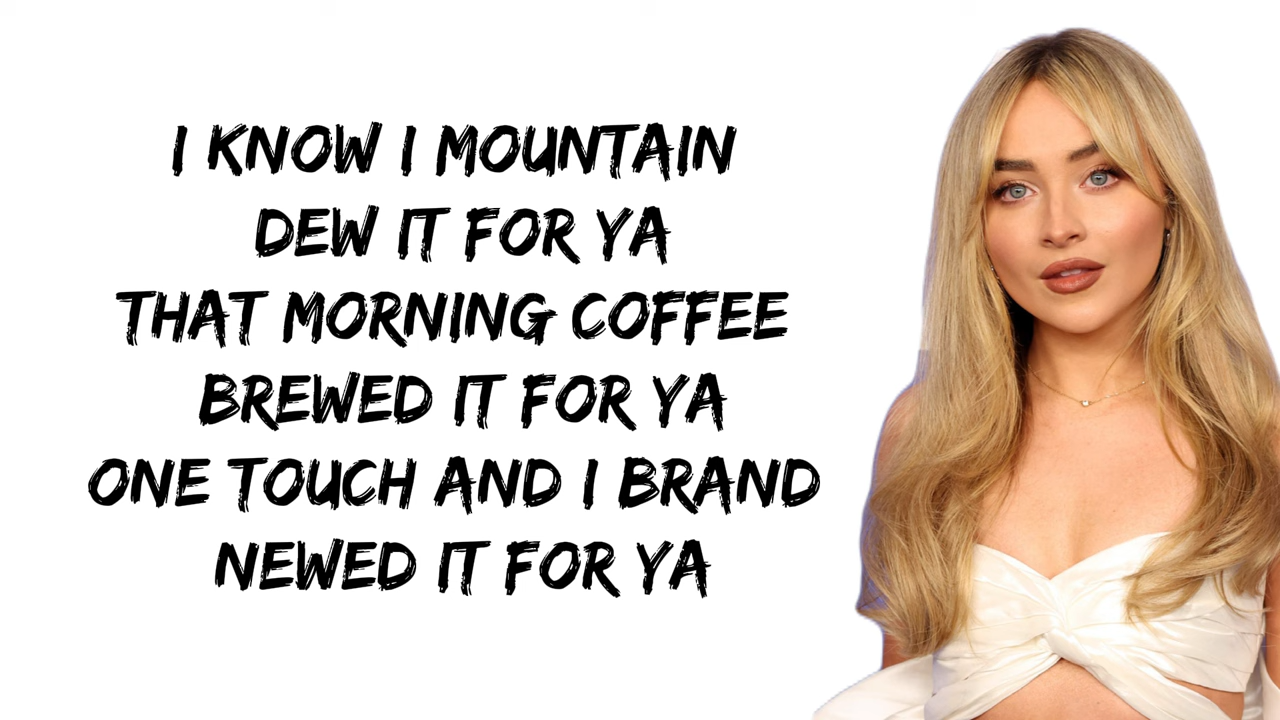 I KNOW I MOUNTAIN
DEW IT FOR YA
THAT MORNING COFFEE
BREWED IT FOR YA
ONE TOUCH AND I BRAND
NEWED IT FOR YA